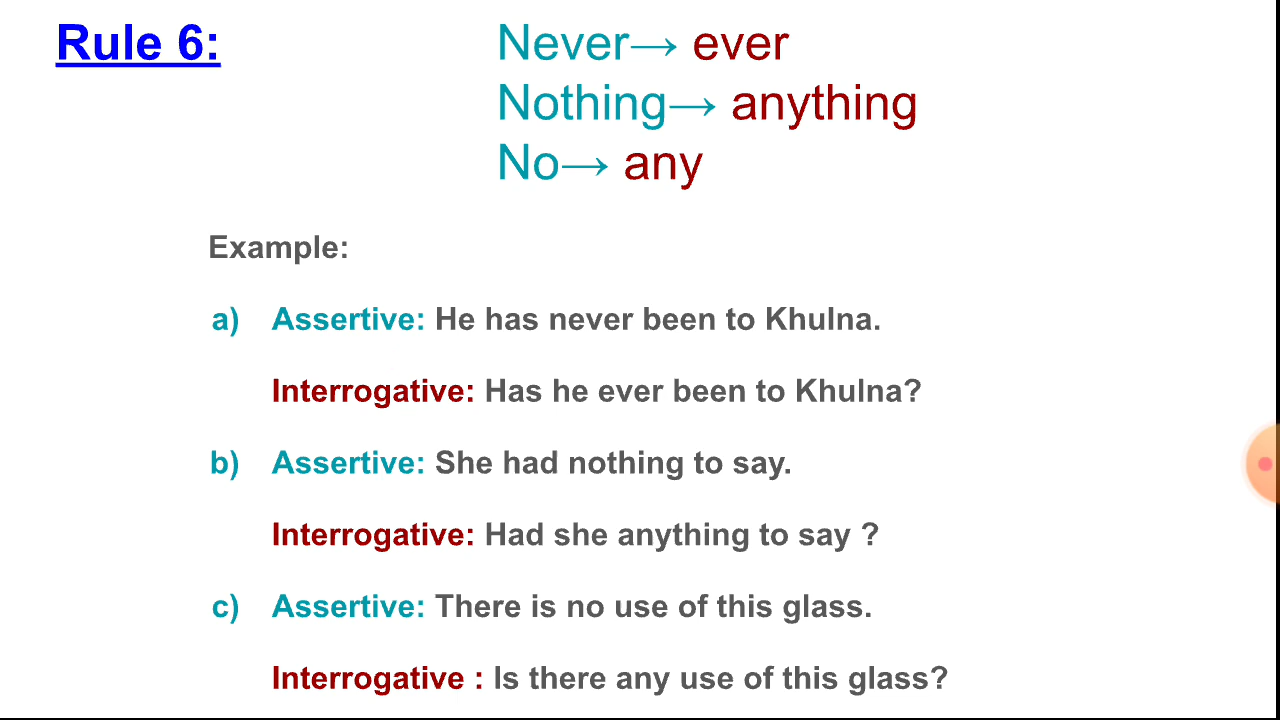 Rule 6:
Never→ ever
Nothing→ anything
No→ any
Example:
a) Assertive: He has never been to Khulna.
Interrogative: Has he ever been to Khulna?
b) Assertive: She had nothing to say.
Interrogative: Had she anything to say ?
c) Assertive: There is no use of this glass.
Interrogative : Is there any use of this glass?